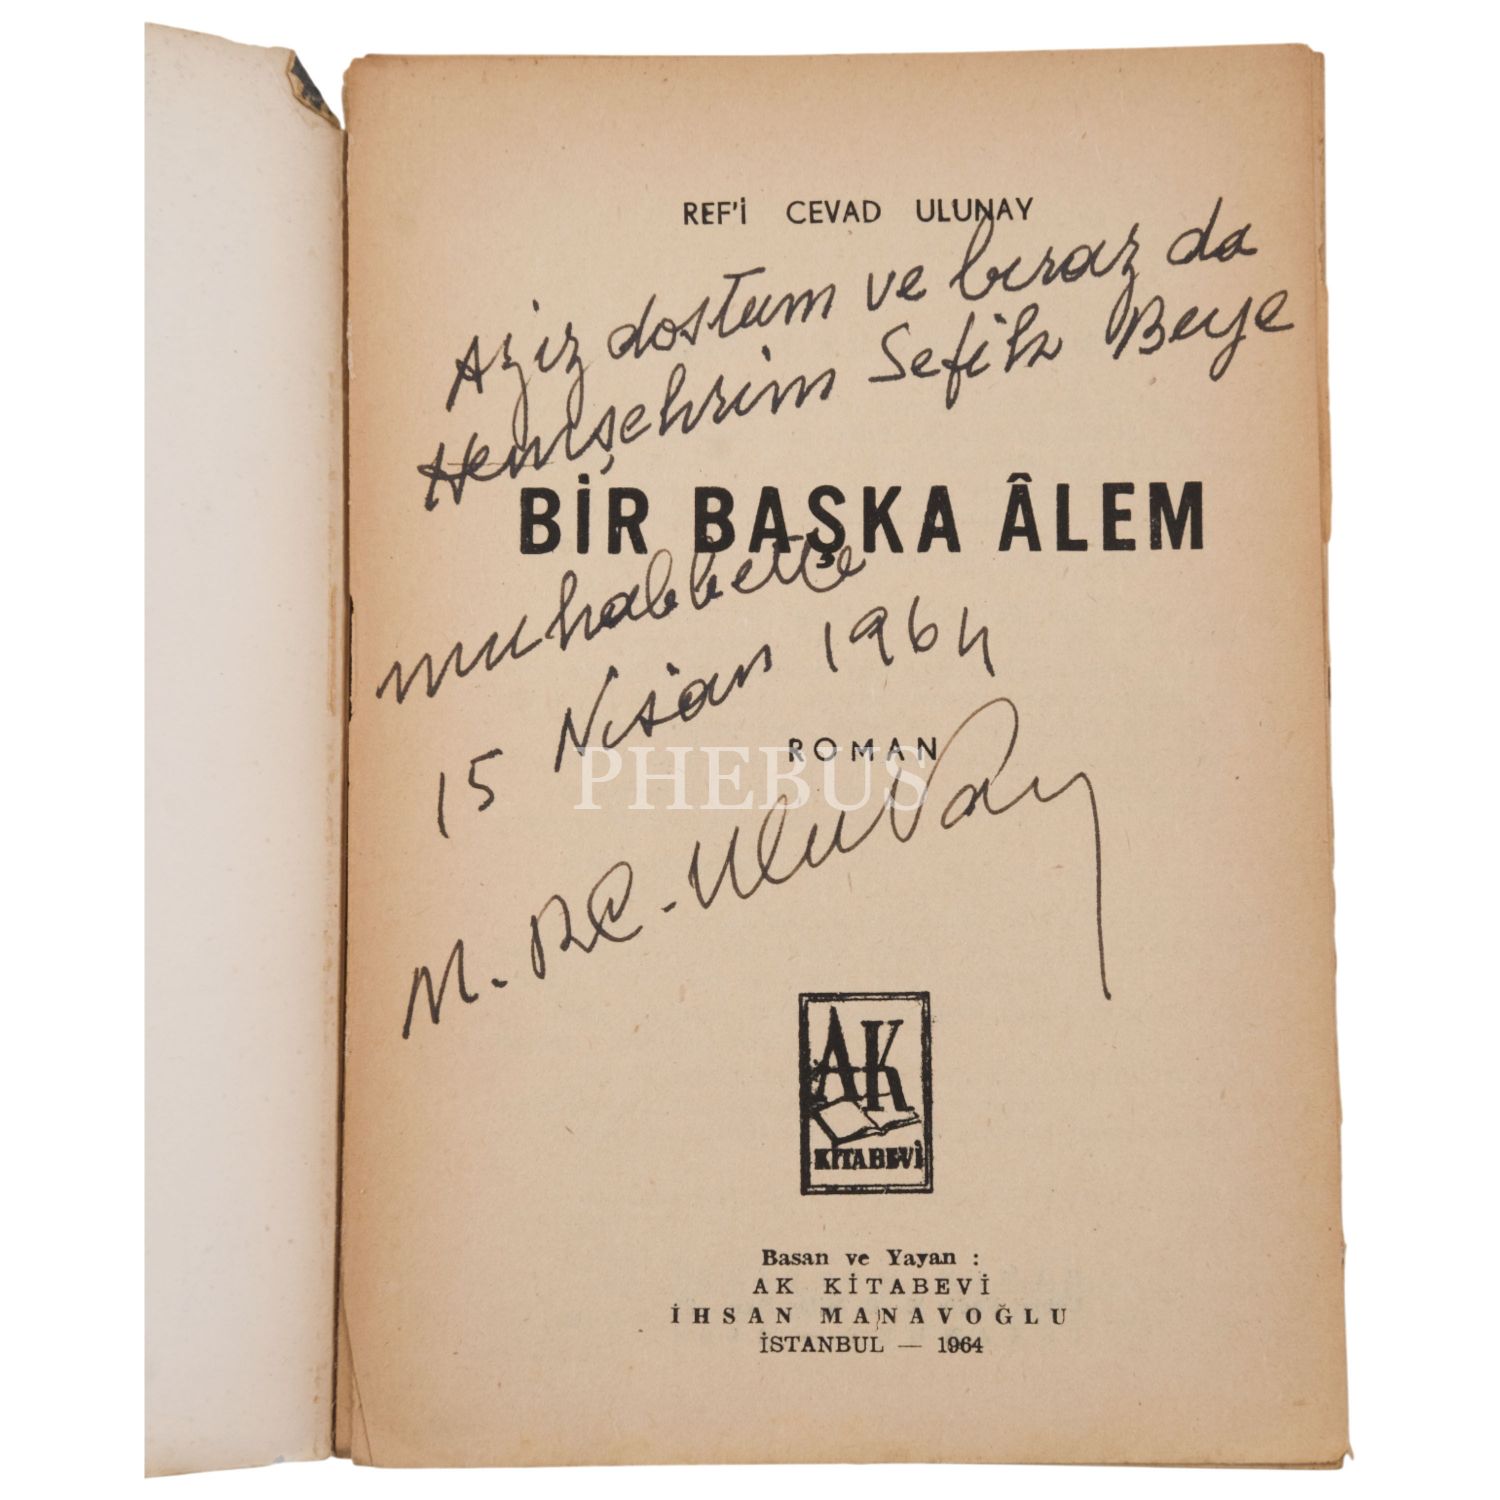 REF'İ CEVAD ULUNAY
Aziz dostum ve biraz da
Hemşehrim Sefik Beye
BİR BAŞKA ÂLEM
muhabbetle
15 Nisan 1964
ROMAN
PHEBUS
M. RC. Ulunay
AK
KİTABEVİ
Basan ve Yayan :
AK KİTABEVİ
İHSAN MANAVOĞLU
İSTANBUL — 1964